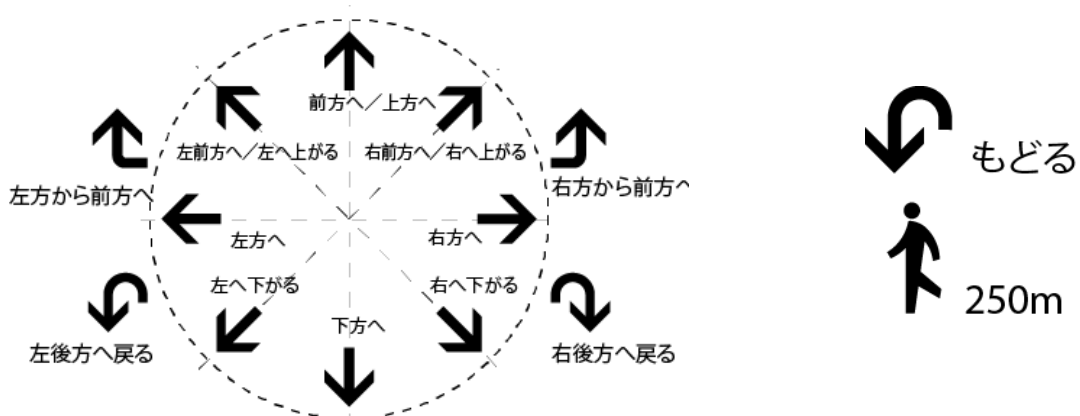 前方へ／上方へ
左前方へ／左へ上がる
右前方へ／右へ上がる
左方から前方へ
右方から前方へ
左方へ
右方へ
左へ下がる
右へ下がる
下方へ
左後方へ戻る
右後方へ戻る
もどる
250m